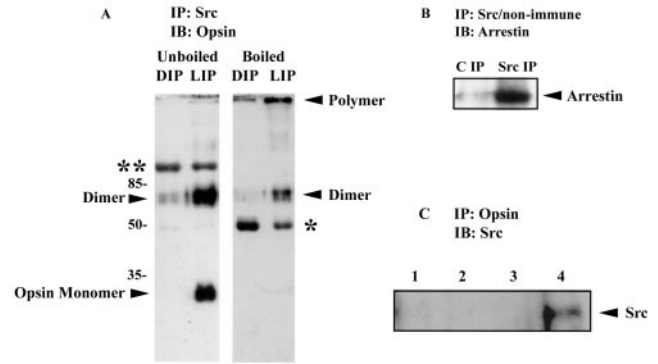 A IP: Src
IB: Opsin
Unboiled Boiled
DIP LIP DIP LIP
Polymer
**
85-
Dimer
Dimer
50-
*
35-
Opsin Monomer
B IP: Src/non-immune
IB: Arrestin
C IP Src IP
Arrestin
C IP: Opsin
IB: Src
1 2 3 4
Src